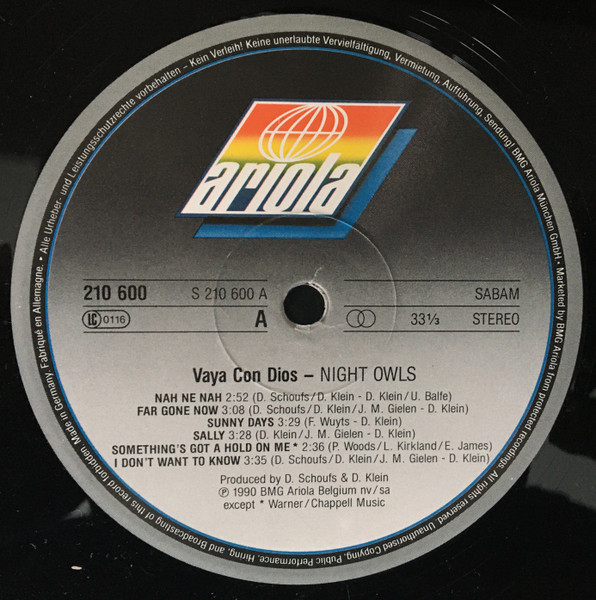 • Alle Urheber- und Leistungsschutzrechte vorbehalten – Kein Verleih! Keine unerlaubte Vervielfältigung, Vermietung, Aufführung, Sendung! BMG Ariola München GmbH • Marketed by BMG Ariola from protected recordings. All rights reserved. Unauthorised Copying, Public Performance, Hiring, and Broadcasting of this record forbidden. Made in Germany. Fabriqué en Allemagne.
ariola
210 600 S 210 600 A SABAM
LC 0116 A 33⅓ STEREO
Vaya Con Dios – NIGHT OWLS
NAH NE NAH 2:52 (D. Schoufs/D. Klein - D. Klein/U. Balfe)
FAR GONE NOW 3:08 (D. Schoufs/D. Klein/J. M. Gielen - D. Klein)
SUNNY DAYS 3:29 (F. Wuyts - D. Klein)
SALLY 3:28 (D. Klein/J. M. Gielen - D. Klein)
SOMETHING'S GOT A HOLD ON ME* 2:36 (P. Woods/L. Kirkland/E. James)
I DON'T WANT TO KNOW 3:35 (D. Schoufs/D. Klein/J. M. Gielen - D. Klein)
Produced by D. Schoufs & D. Klein
℗ 1990 BMG Ariola Belgium nv/sa
except * Warner/Chappell Music